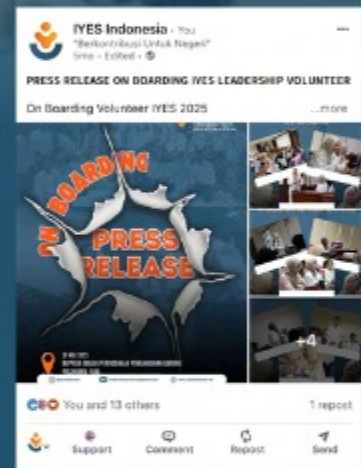 IYES Indonesia · You
"Berkontribusi Untuk Negeri"
5mo · Edited ·
PRESS RELEASE ON BOARDING IYES LEADERSHIP VOLUNTEER
On Boarding Volunteer IYES 2025 ...more
ON BOARDING
PRESS
RELEASE
+4
You and 13 others 1 repost
Support Comment Repost Send